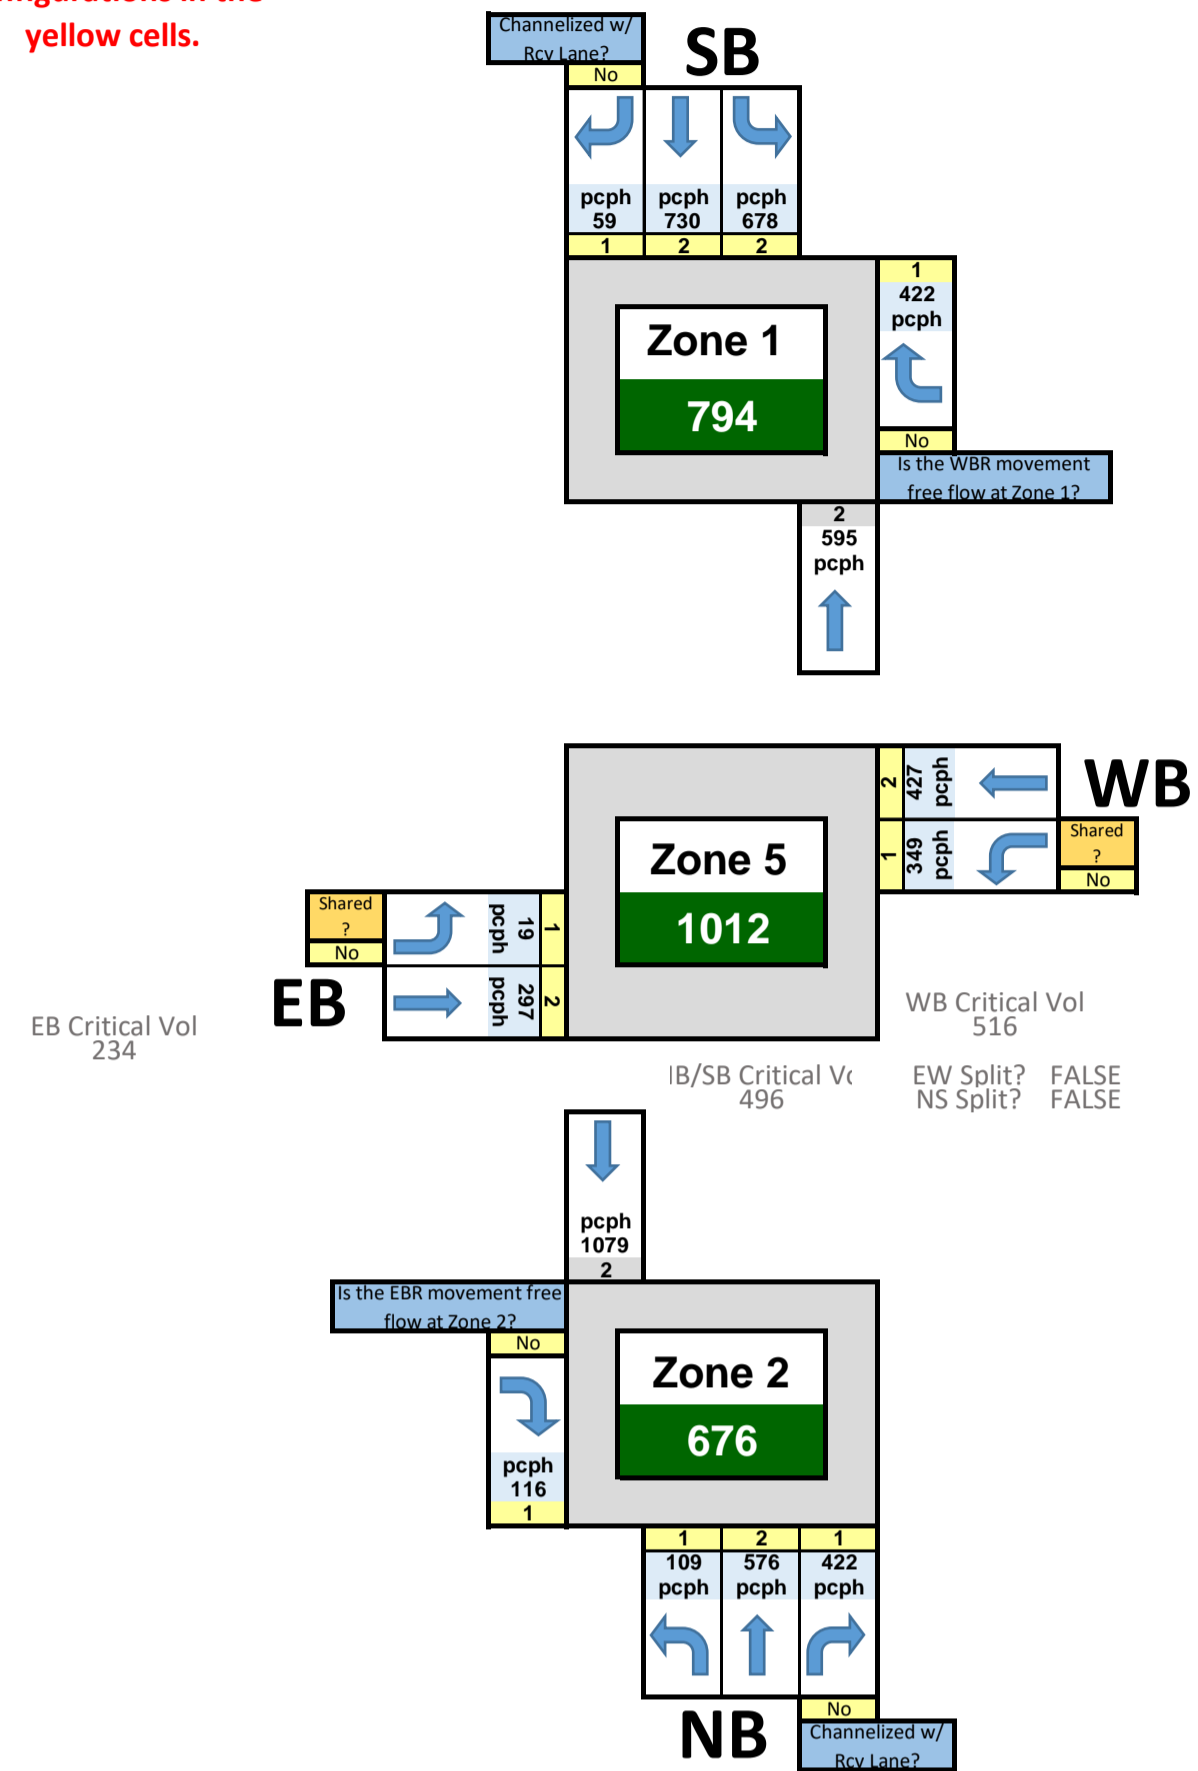 yellow cells.
Channelized w/
Rcv Lane?
No
SB
pcph pcph pcph
59 730 678
1 2 2
1
422
pcph
Zone 1
794
No
Is the WBR movement
free flow at Zone 1?
2
595
pcph
2 427 pcph
WB
1 349 pcph
Shared
?
No
Zone 5
1012
Shared
?
No
pcph 19 1
EB
pcph 297 2
EB Critical Vol
234
WB Critical Vol
516
B/SB Critical
496
EW Split? FALSE
NS Split? FALSE
pcph
1079
2
Is the EBR movement free
flow at Zone 2?
No
Zone 2
676
pcph
116
1
1 2 1
109 576 422
pcph pcph pcph
NB
No
Channelized w/
Rcv Lane?